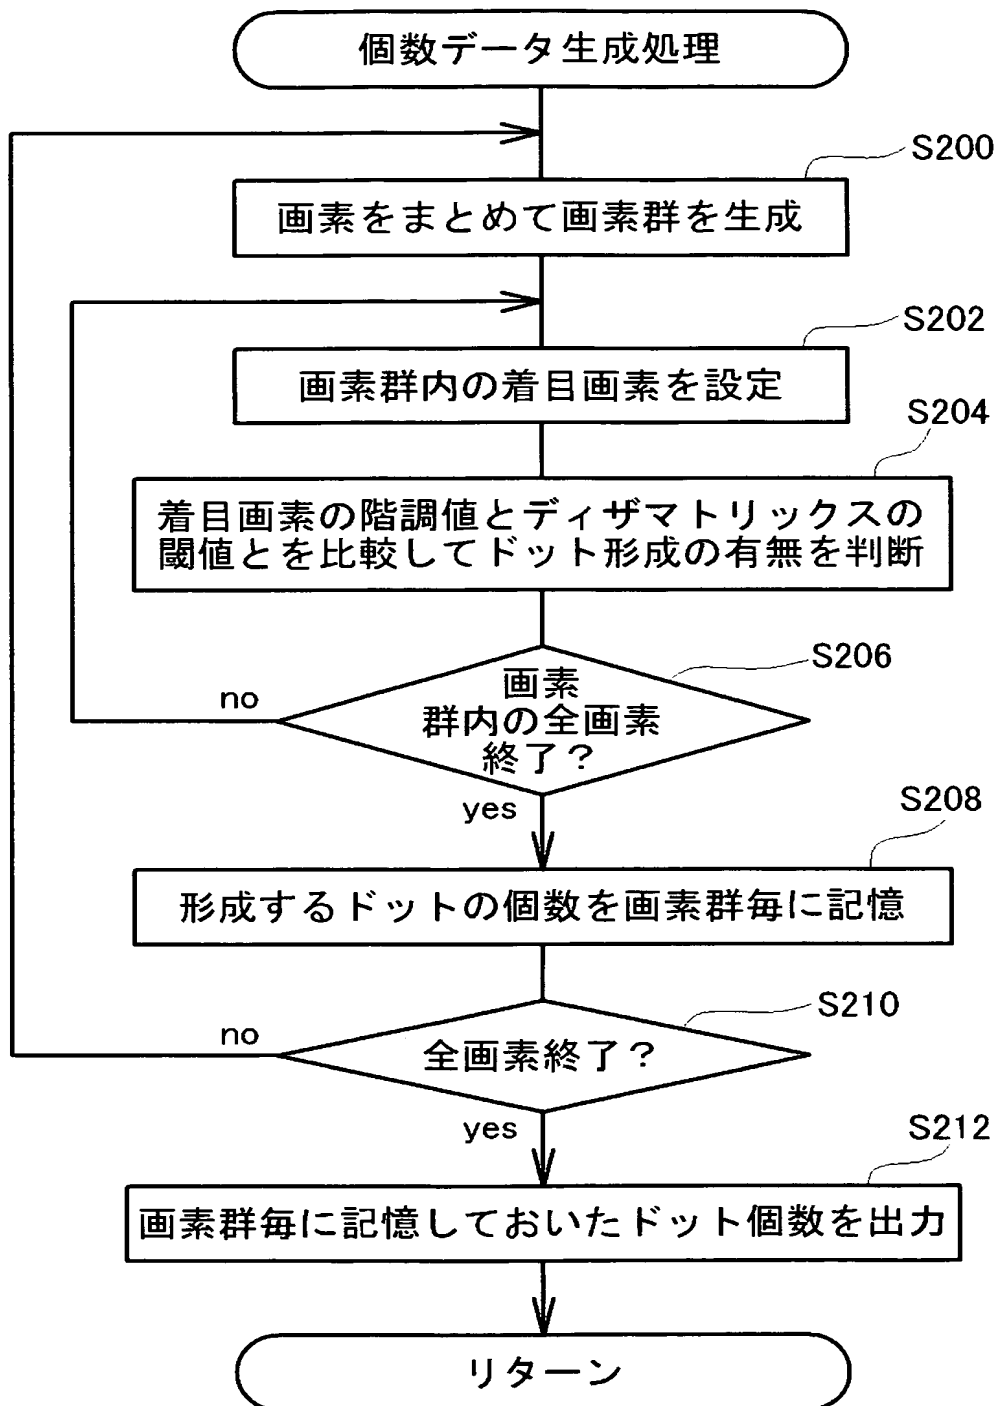 個数データ生成処理
S200
画素をまとめて画素群を生成
S202
画素群内の着目画素を設定
S204
着目画素の階調値とディザマトリックスの
閾値とを比較してドット形成の有無を判断
S206
no
画素
群内の全画素
終了？
yes
S208
形成するドットの個数を画素群毎に記憶
S210
no
全画素終了？
yes
S212
画素群毎に記憶しておいたドット個数を出力
リターン